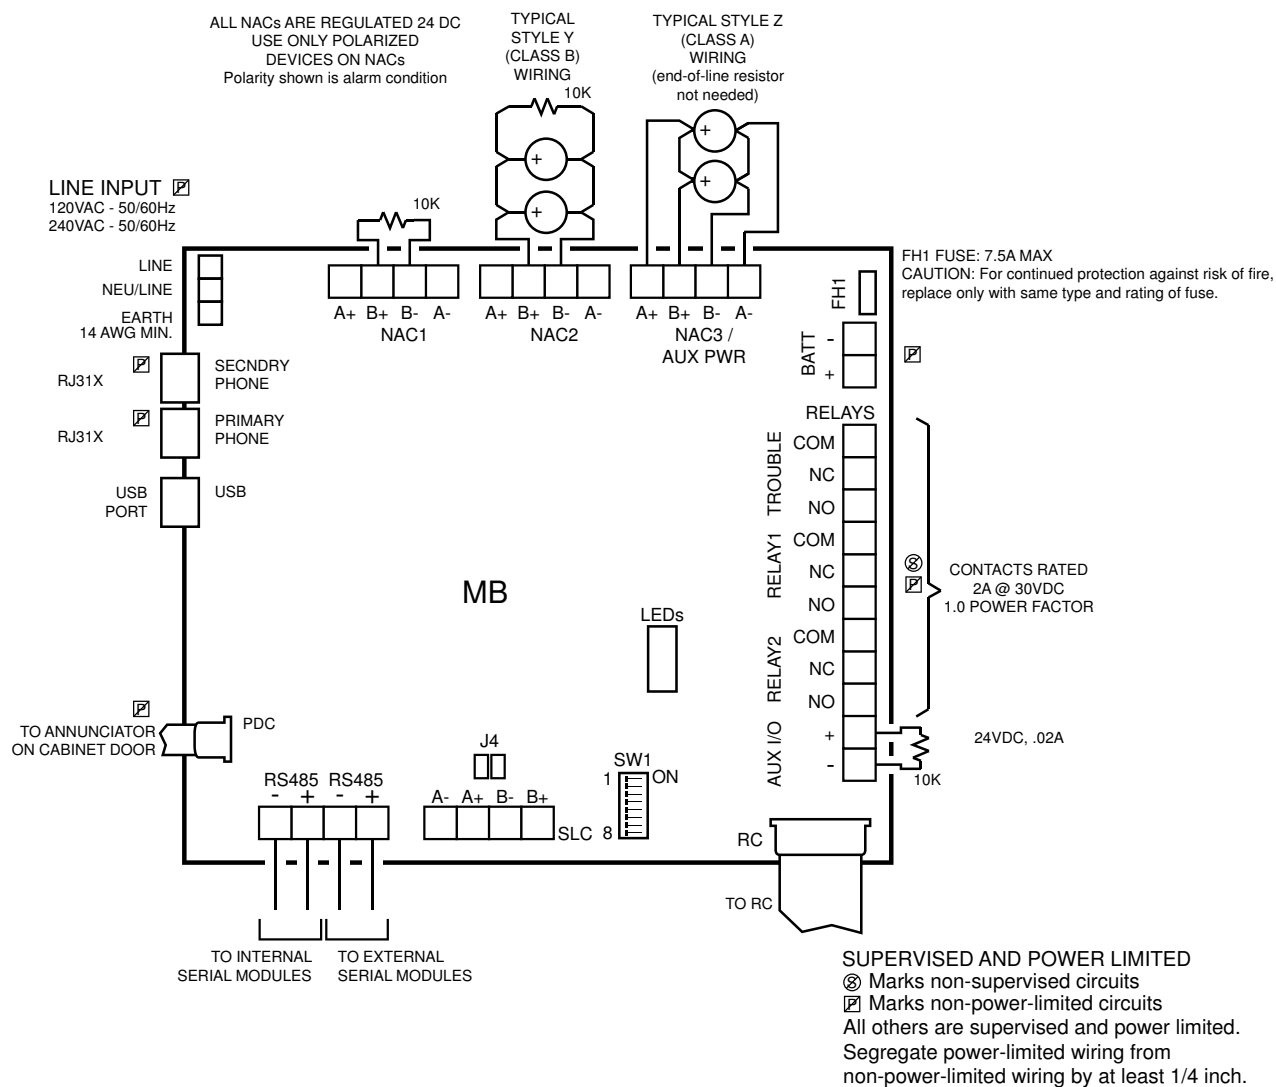 ALL NACs ARE REGULATED 24 DC
USE ONLY POLARIZED
DEVICES ON NACs
Polarity shown is alarm condition
TYPICAL
STYLE Y
(CLASS B)
WIRING
10K
TYPICAL STYLE Z
(CLASS A)
WIRING
(end-of-line resistor
not needed)
+
+
+
+
LINE INPUT P
120VAC - 50/60Hz
240VAC - 50/60Hz
10K
LINE
NEU/LINE
EARTH
14 AWG MIN.
A+ B+ B- A-
NAC1
A+ B+ B- A-
NAC2
A+ B+ B- A-
NAC3 /
AUX PWR
FH1
FH1 FUSE: 7.5A MAX
CAUTION: For continued protection against risk of fire,
replace only with same type and rating of fuse.
BATT
-
+
P
P
RJ31X
SECNDRY
PHONE
P
RJ31X
PRIMARY
PHONE
USB
PORT
USB
RELAYS
TROUBLE
COM
NC
NO
RELAY1
COM
NC
NO
RELAY2
COM
NC
NO
S
P
CONTACTS RATED
2A @ 30VDC
1.0 POWER FACTOR
MB
LEDs
P
TO ANNUNCIATOR
ON CABINET DOOR
PDC
AUX I/O
+
-
24VDC, .02A
10K
J4
SW1
1
ON
8
RS485 RS485
- + - +
A- A+ B- B+
SLC
RC
TO RC
TO INTERNAL
SERIAL MODULES
TO EXTERNAL
SERIAL MODULES
SUPERVISED AND POWER LIMITED
S Marks non-supervised circuits
P Marks non-power-limited circuits
All others are supervised and power limited.
Segregate power-limited wiring from
non-power-limited wiring by at least 1/4 inch.